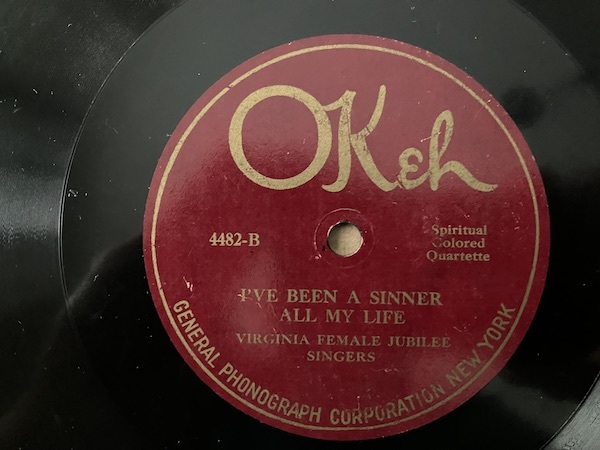 OKeh
4482-B
Spiritual
Colored
Quartette
I'VE BEEN A SINNER
ALL MY LIFE
VIRGINIA FEMALE JUBILEE
SINGERS
GENERAL PHONOGRAPH CORPORATION NEW YORK